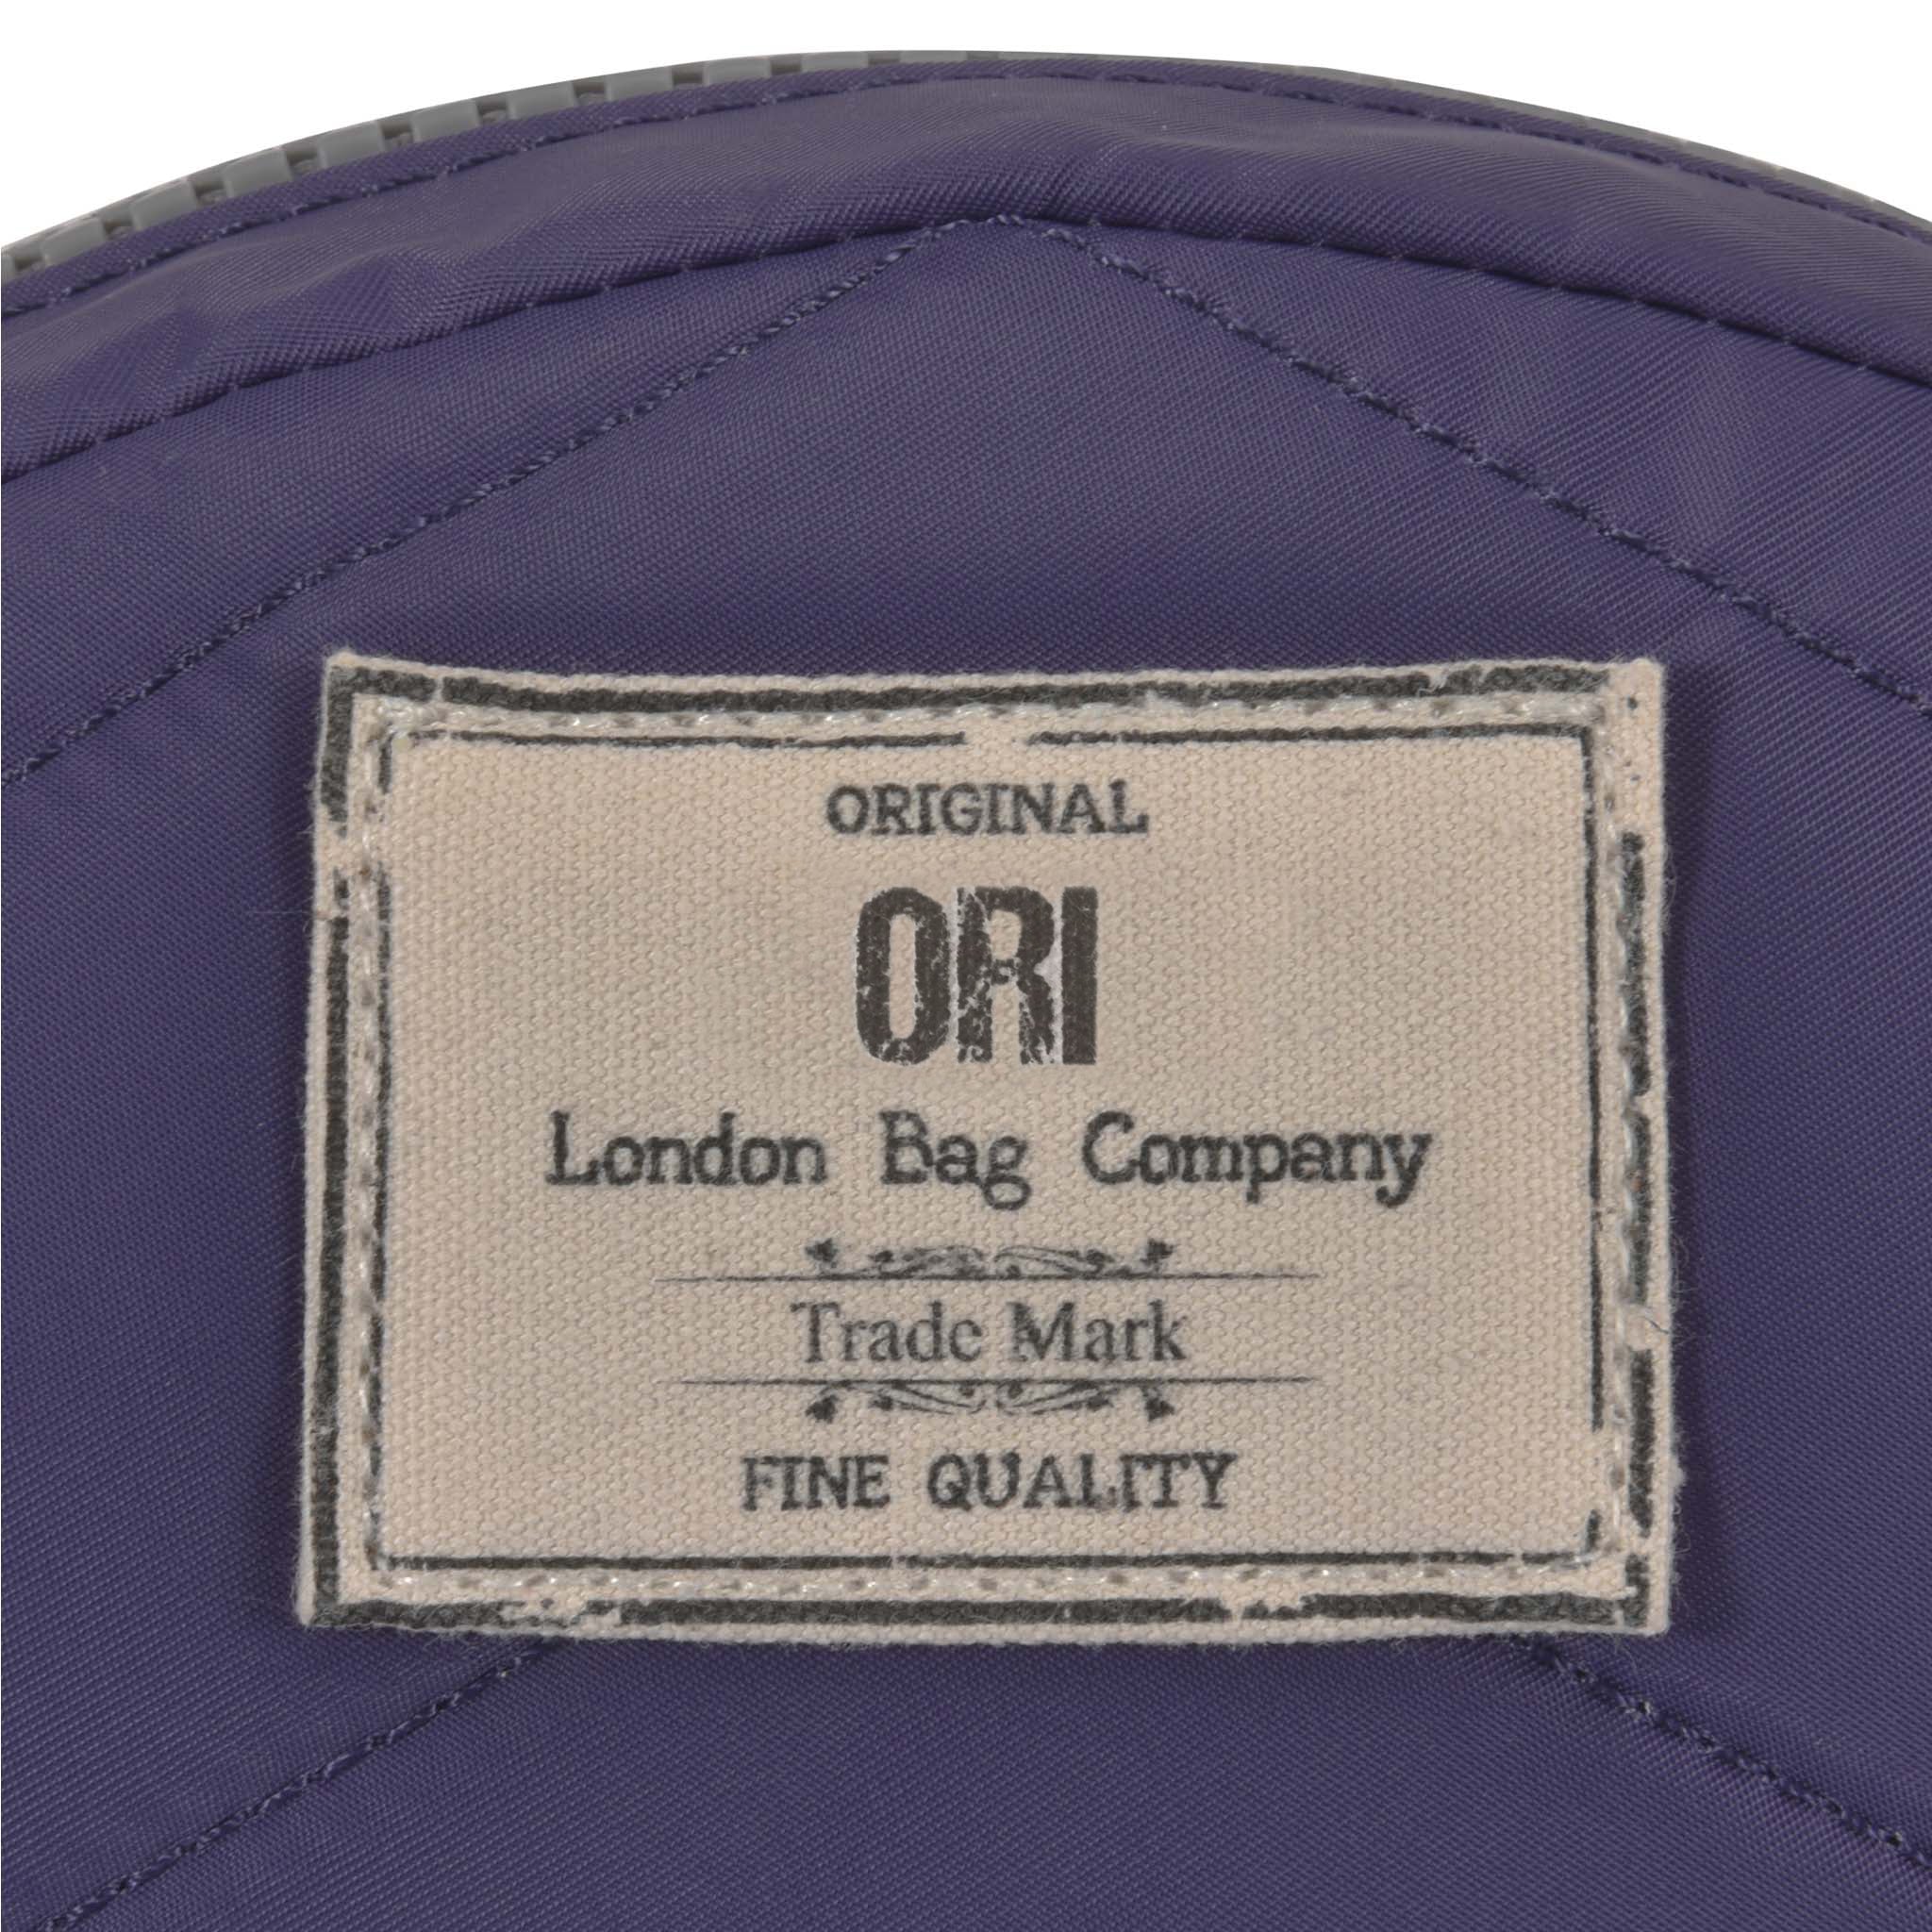 ORIGINAL
ORI
London Bag Company
Trade Mark
FINE QUALITY